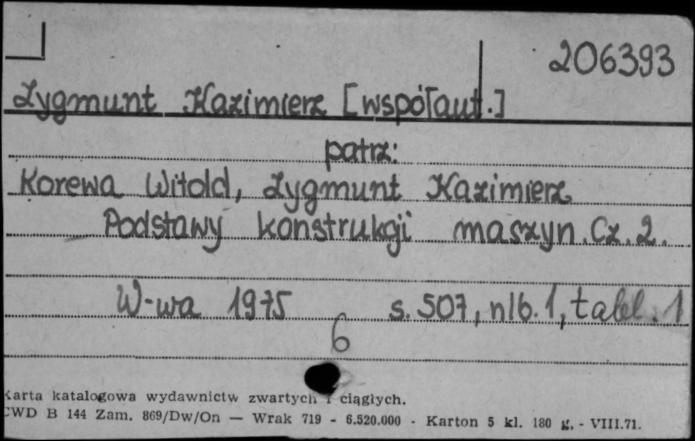 206393
Zygmunt Kazimierz [współaut.]
patrz:
Korewa Witold, Zygmunt Kazimierz
Podstawy konstrukcji maszyn. Cz. 2.
W-wa 1975 s. 507, nlb. 1, tabl. 1
6
Karta katalogowa wydawnictw zwartych i ciągłych.
CWD B 144 Zam. 869/Dw/On — Wrak 719 - 6.520.000 - Karton 5 kl. 180 g. - VIII.71.